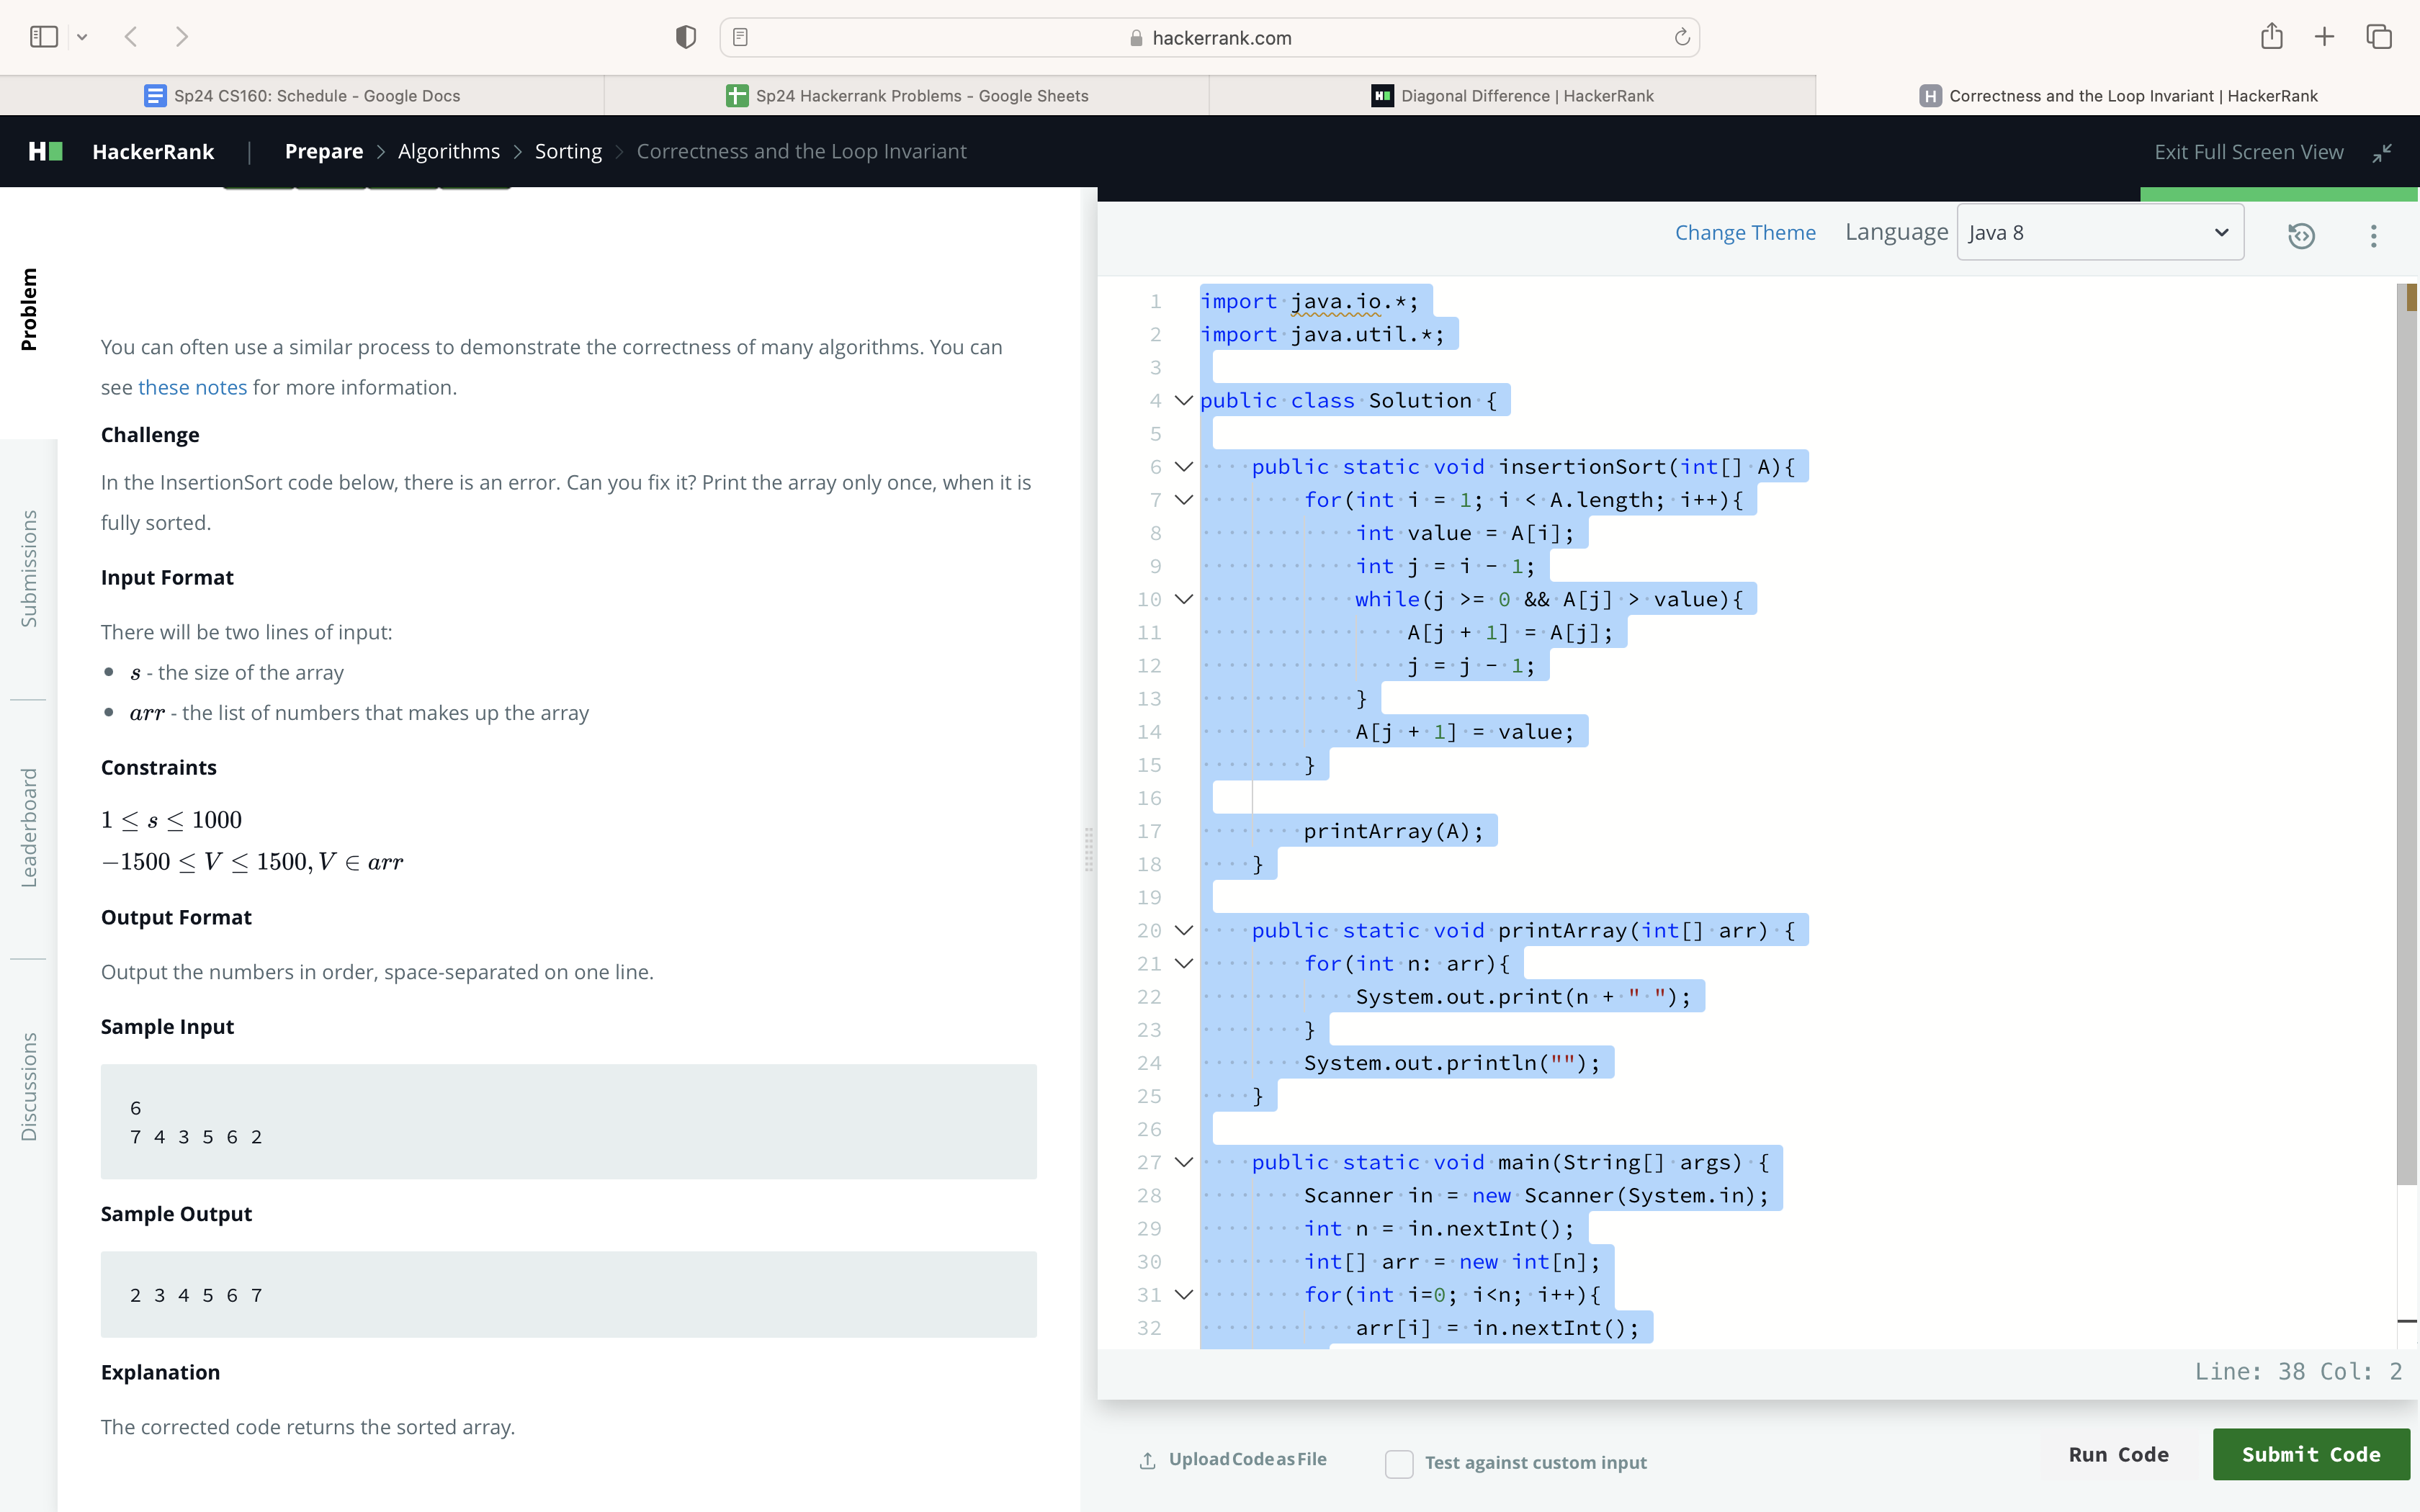 hackerrank.com
Sp24 CS160: Schedule - Google Docs
Sp24 Hackerrank Problems - Google Sheets
Diagonal Difference | HackerRank
H Correctness and the Loop Invariant | HackerRank
H HackerRank | Prepare > Algorithms > Sorting > Correctness and the Loop Invariant
Exit Full Screen View
Problem
Submissions
Leaderboard
Discussions
You can often use a similar process to demonstrate the correctness of many algorithms. You can
see these notes for more information.
Challenge
In the InsertionSort code below, there is an error. Can you fix it? Print the array only once, when it is
fully sorted.
Input Format
There will be two lines of input:
• s - the size of the array
• arr - the list of numbers that makes up the array
Constraints
1 ≤ s ≤ 1000
−1500 ≤ V ≤ 1500, V ∈ arr
Output Format
Output the numbers in order, space-separated on one line.
Sample Input
6
7 4 3 5 6 2
Sample Output
2 3 4 5 6 7
Explanation
The corrected code returns the sorted array.
Change Theme Language Java 8
1 import java.io.*;
2 import java.util.*;
3
4 public class Solution {
5
6     public static void insertionSort(int[] A){
7         for(int i = 1; i < A.length; i++){
8             int value = A[i];
9             int j = i - 1;
10             while(j >= 0 && A[j] > value){
11                 A[j + 1] = A[j];
12                 j = j - 1;
13             }
14             A[j + 1] = value;
15         }
16
17         printArray(A);
18     }
19
20     public static void printArray(int[] arr) {
21         for(int n: arr){
22             System.out.print(n + " ");
23         }
24         System.out.println("");
25     }
26
27     public static void main(String[] args) {
28         Scanner in = new Scanner(System.in);
29         int n = in.nextInt();
30         int[] arr = new int[n];
31         for(int i=0; i<n; i++){
32             arr[i] = in.nextInt();
Line: 38 Col: 2
Upload Code as File
Test against custom input
Run Code
Submit Code